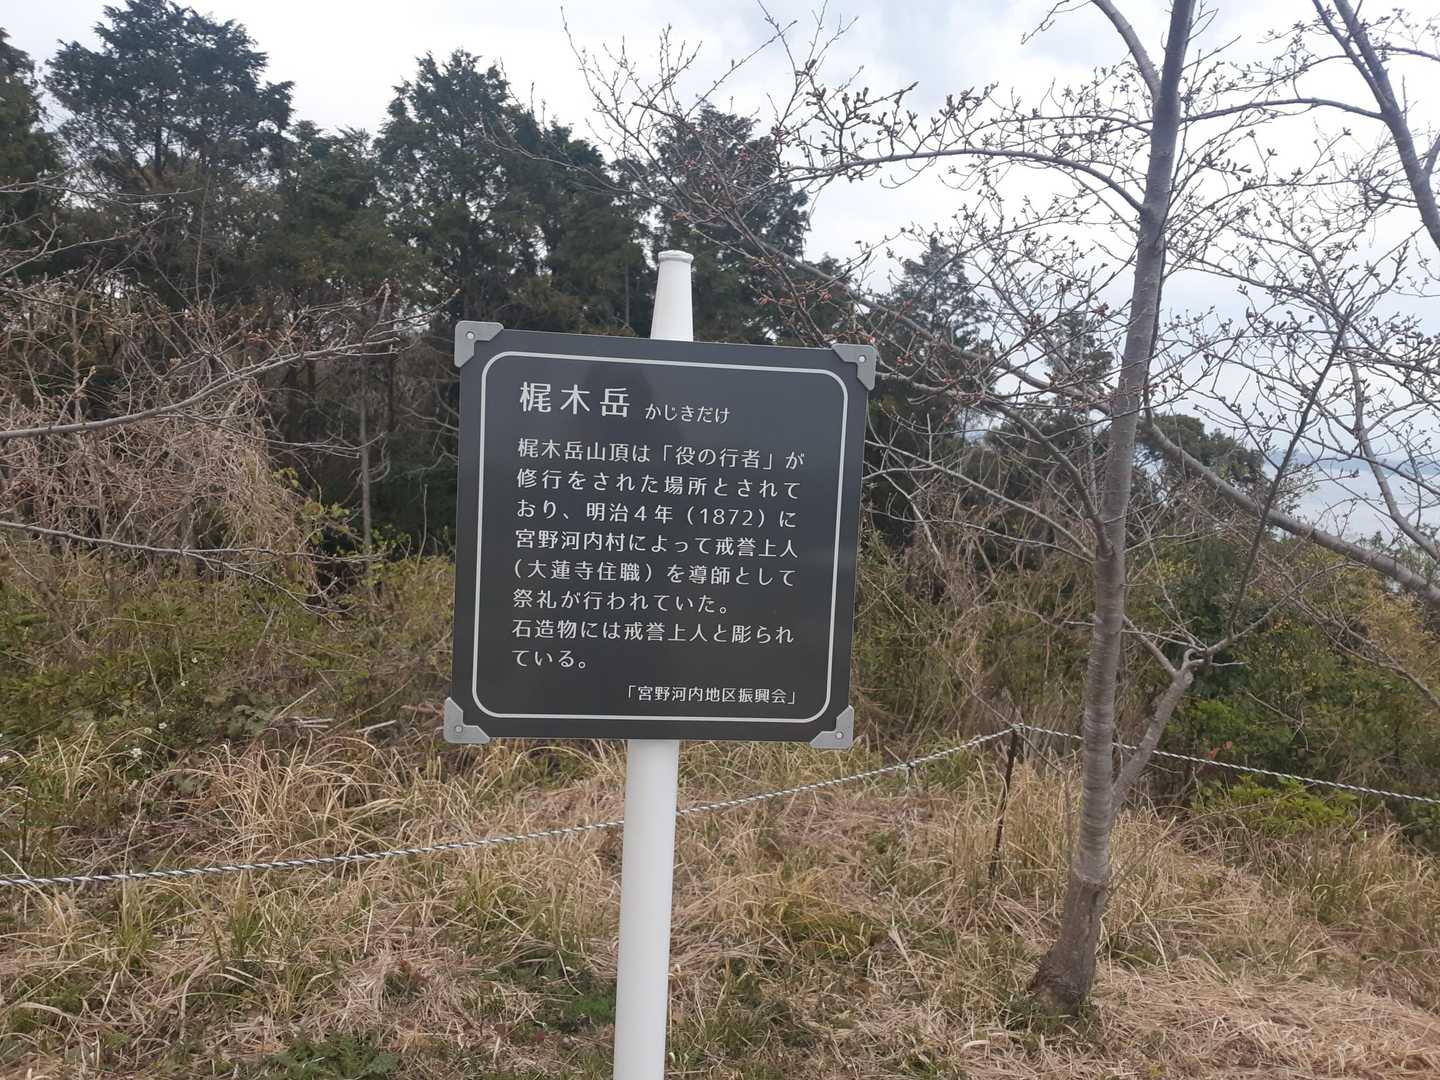 梶木岳 かじきだけ
梶木岳山頂は「役の行者」が
修行をされた場所とされて
おり、明治4年（1872）に
宮野河内村によって戒誉上人
（大蓮寺住職）を導師として
祭礼が行われていた。
石造物には戒誉上人と彫られ
ている。
「宮野河内地区振興会」